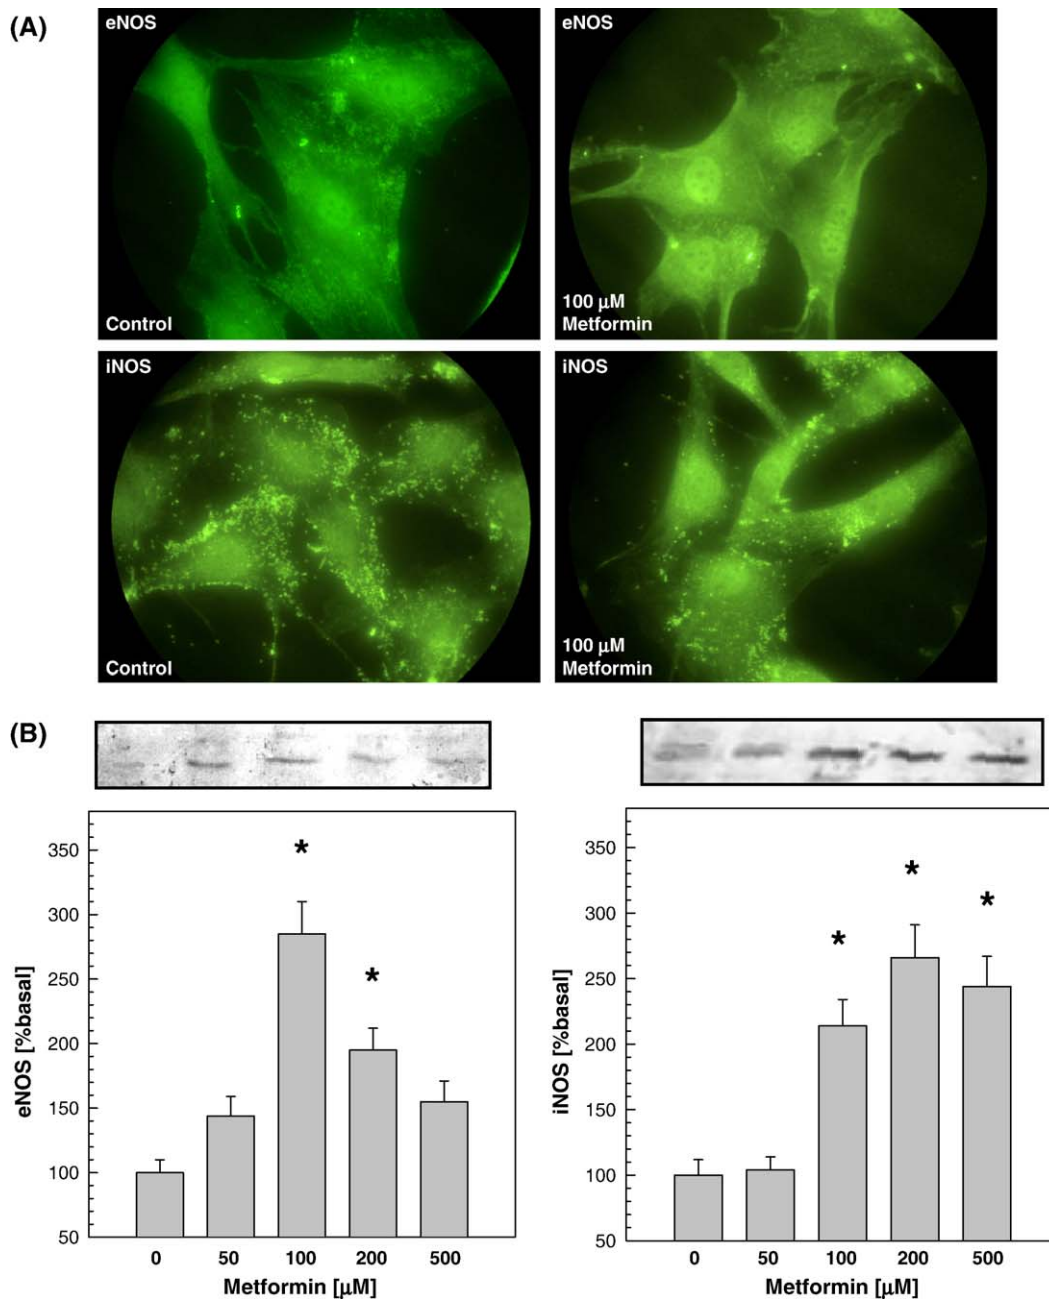 (A)
eNOS
Control
eNOS
100 µM
Metformin
iNOS
Control
iNOS
100 µM
Metformin
(B)
eNOS [%basal]
350
300
250
200
150
100
50
*
*
0 50 100 200 500
Metformin [µM]
iNOS [%basal]
350
300
250
200
150
100
50
*
*
*
0 50 100 200 500
Metformin [µM]